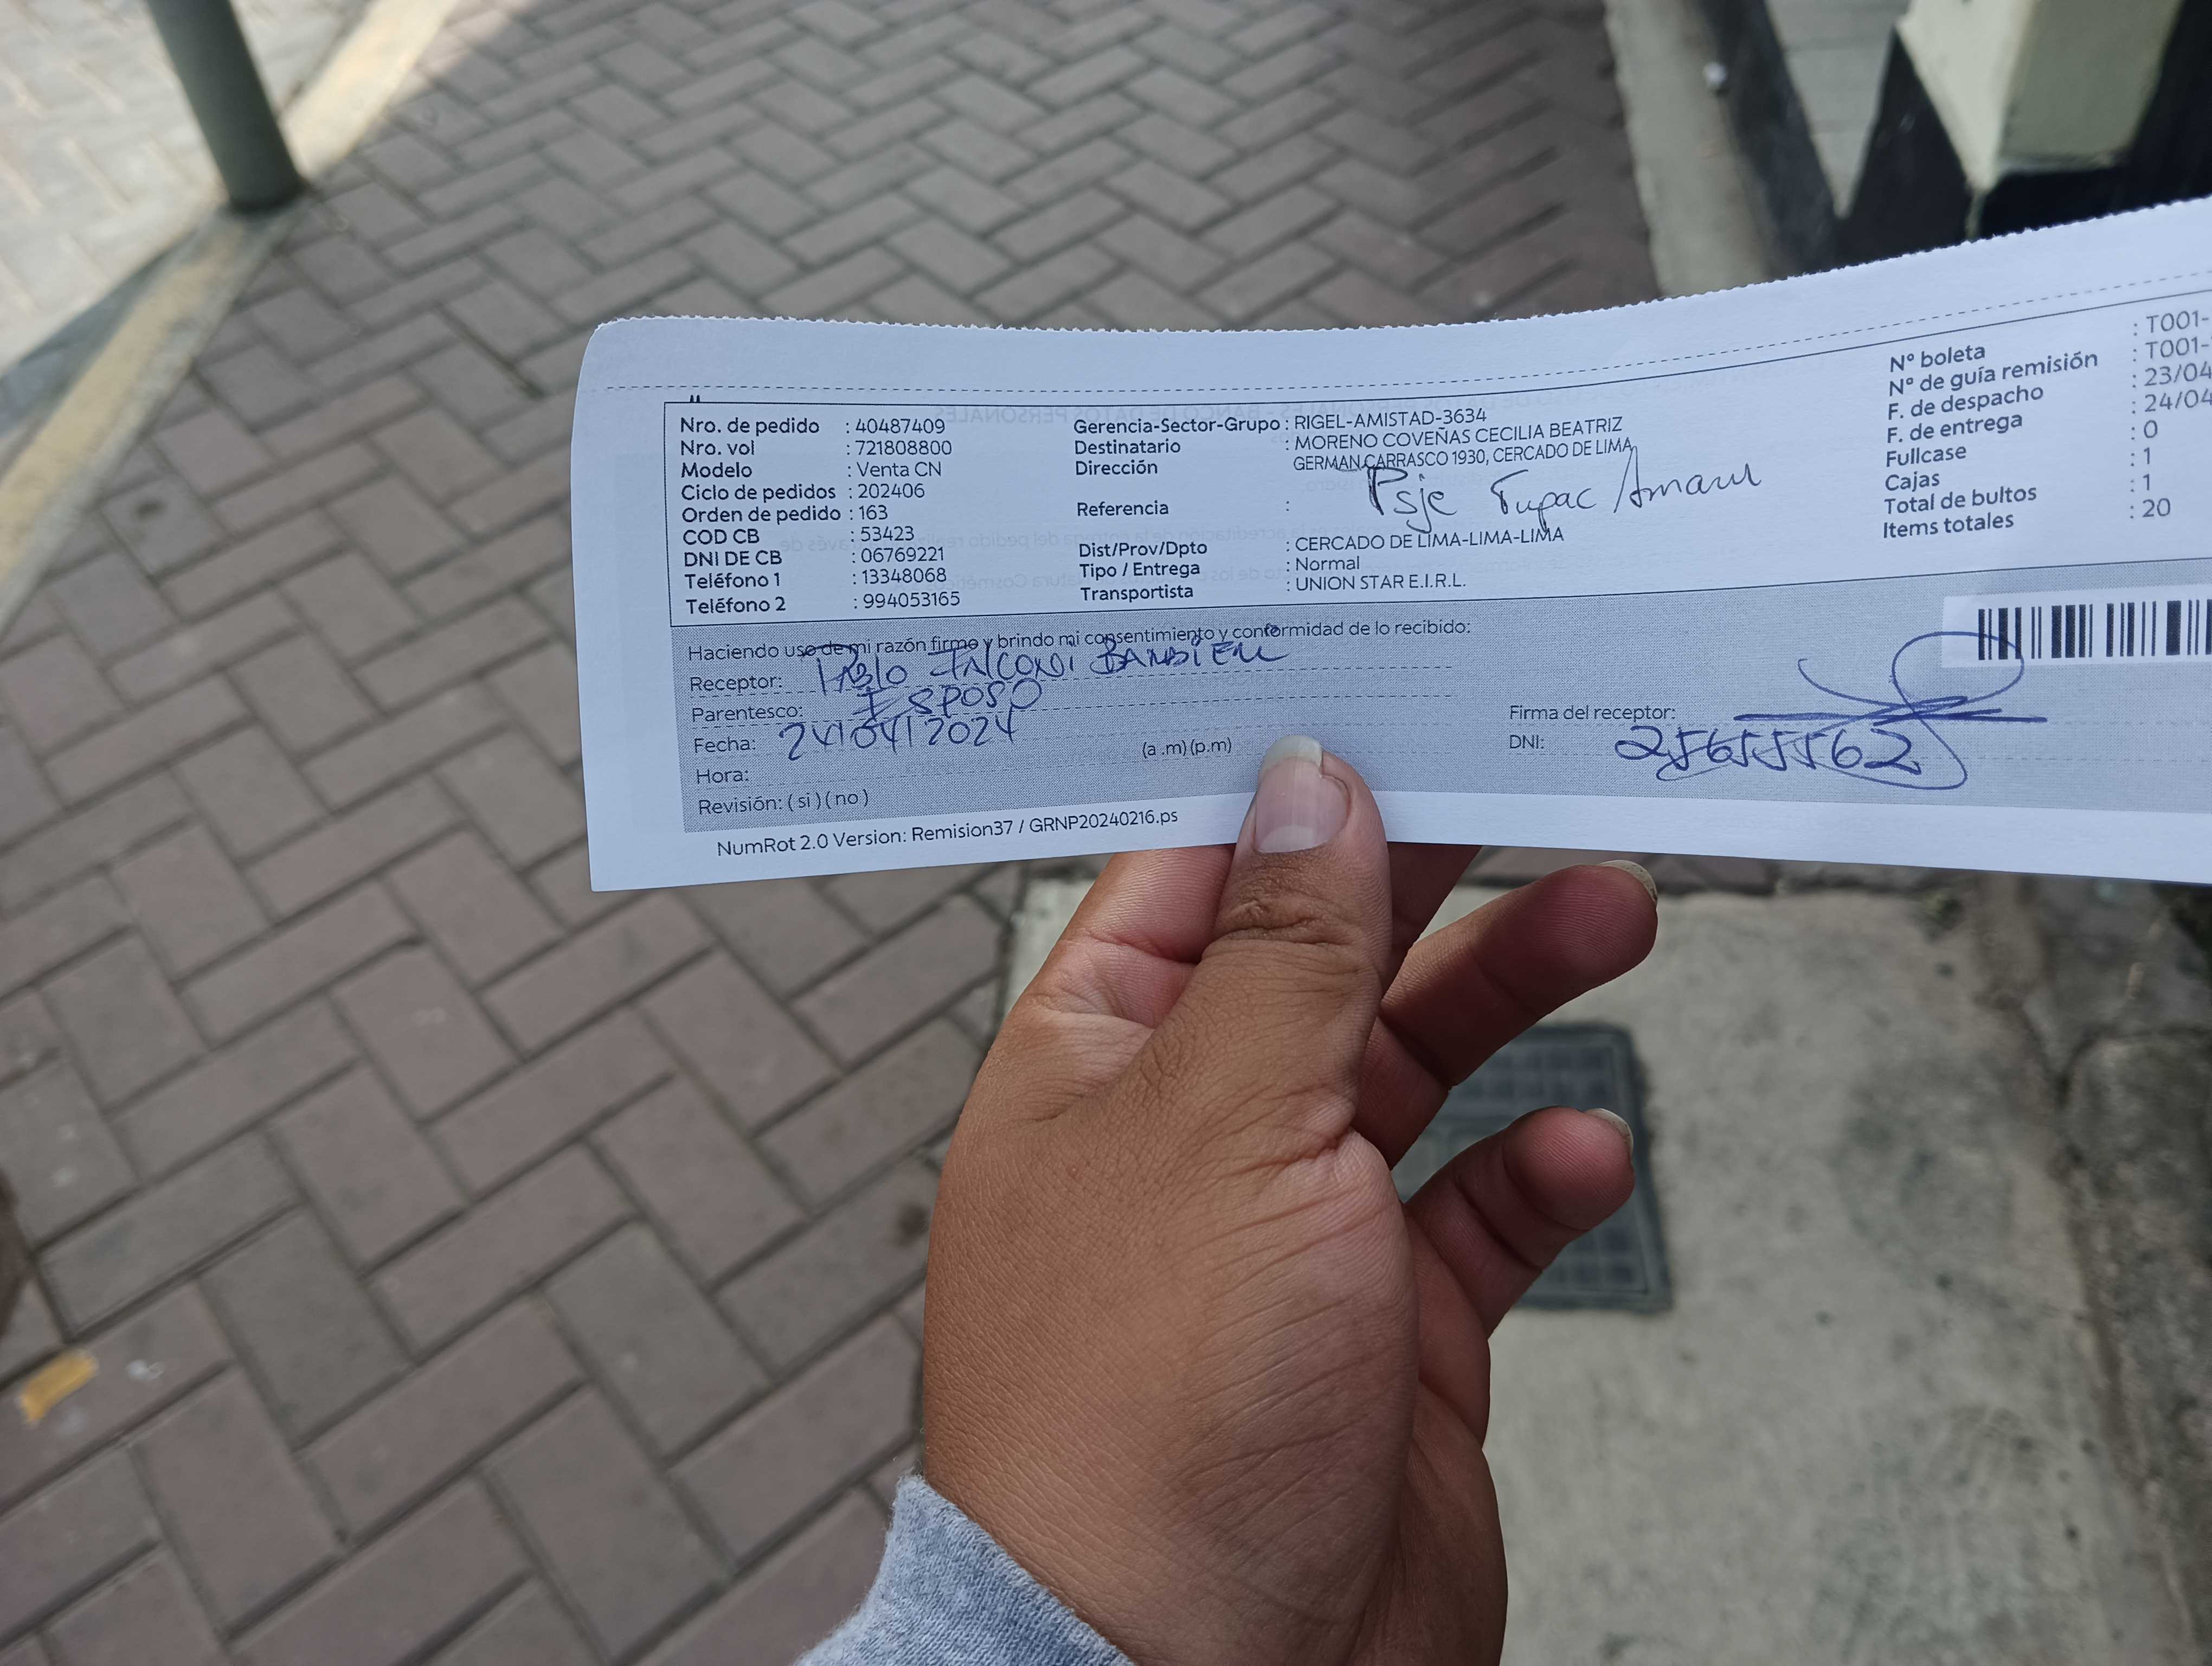 Nro. de pedido : 40487409
Nro. vol : 721808800
Modelo : Venta CN
Ciclo de pedidos : 202406
Orden de pedido : 163
COD CB : 53423
DNI DE CB : 06769221
Teléfono 1 : 13348068
Teléfono 2 : 994053165
Gerencia-Sector-Grupo : RIGEL-AMISTAD-3634
Destinatario : MORENO COVEÑAS CECILIA BEATRIZ
Dirección GERMAN CARRASCO 1930, CERCADO DE LIMA,
Referencia : Psje Tupac Amaru
Dist/Prov/Dpto : CERCADO DE LIMA-LIMA-LIMA
Tipo / Entrega : Normal
Transportista : UNION STAR E.I.R.L.
Nº boleta : T001-
Nº de guía remisión : T001-
F. de despacho : 23/04
F. de entrega : 24/04
Fullcase : 0
Cajas : 1
Total de bultos : 1
Items totales : 20
Haciendo uso de mi razón firmo y brindo mi consentimiento y conformidad de lo recibido:
Receptor: Pablo
Parentesco: Esposo
Fecha: 24/04/2024
Hora: (a .m) (p.m)
Revisión: ( si ) ( no )
Firma del receptor:
DNI: 25655562
NumRot 2.0 Version: Remision37 / GRNP20240216.ps